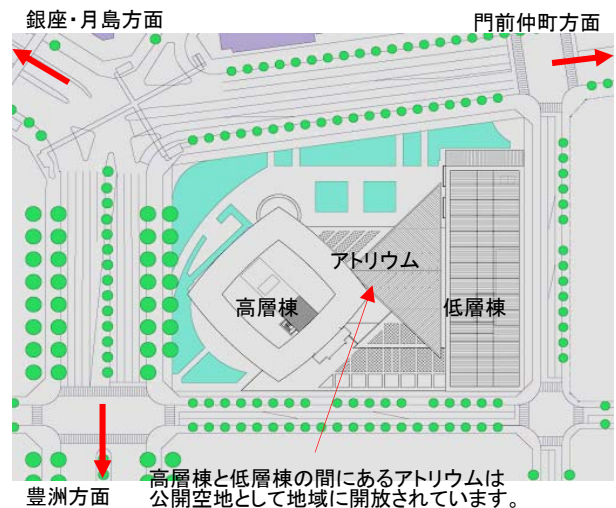 銀座・月島方面
門前仲町方面
アトリウム
高層棟
低層棟
高層棟と低層棟の間にあるアトリウムは
公開空地として地域に開放されています。
豊洲方面